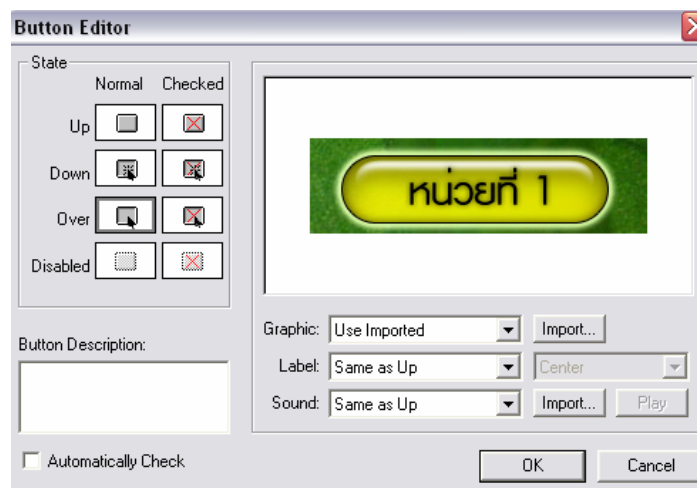 Button Editor
State
Normal Checked
Up
Down
Over
Disabled
Button Description:
Automatically Check
หน่วยที่ 1
Graphic: Use Imported Import...
Label: Same as Up Center
Sound: Same as Up Import... Play
OK Cancel